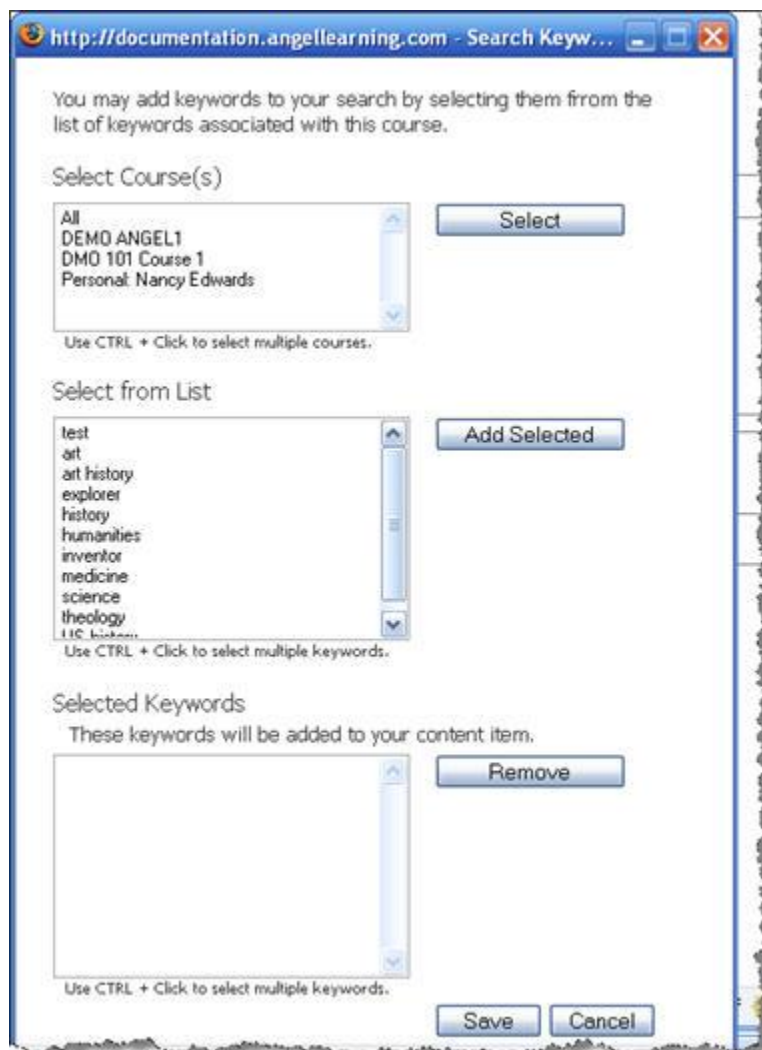 http://documentation.angellearning.com - Search Keyw...
You may add keywords to your search by selecting them frrom the
list of keywords associated with this course.
Select Course(s)
All
DEMO ANGEL1
DMO 101 Course 1
Personal: Nancy Edwards
Select
Use CTRL + Click to select multiple courses.
Select from List
test
art
art history
explorer
history
humanities
inventor
medicine
science
theology
US history
Add Selected
Use CTRL + Click to select multiple keywords.
Selected Keywords
These keywords will be added to your content item.
Remove
Use CTRL + Click to select multiple keywords.
Save
Cancel